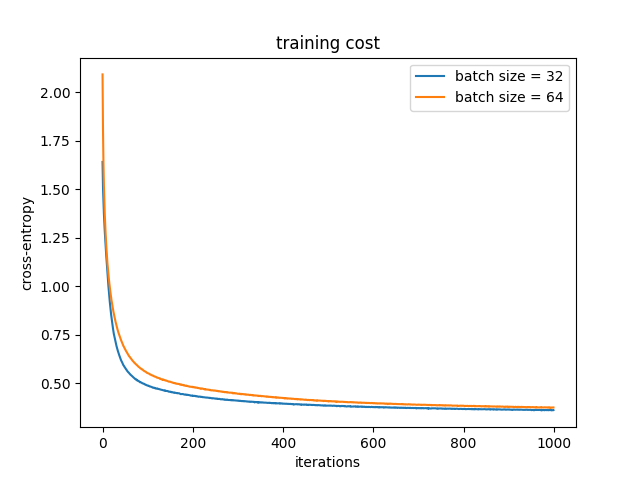 training cost
batch size = 32
batch size = 64
2.00
1.75
1.50
1.25
1.00
0.75
0.50
cross-entropy
0 200 400 600 800 1000
iterations